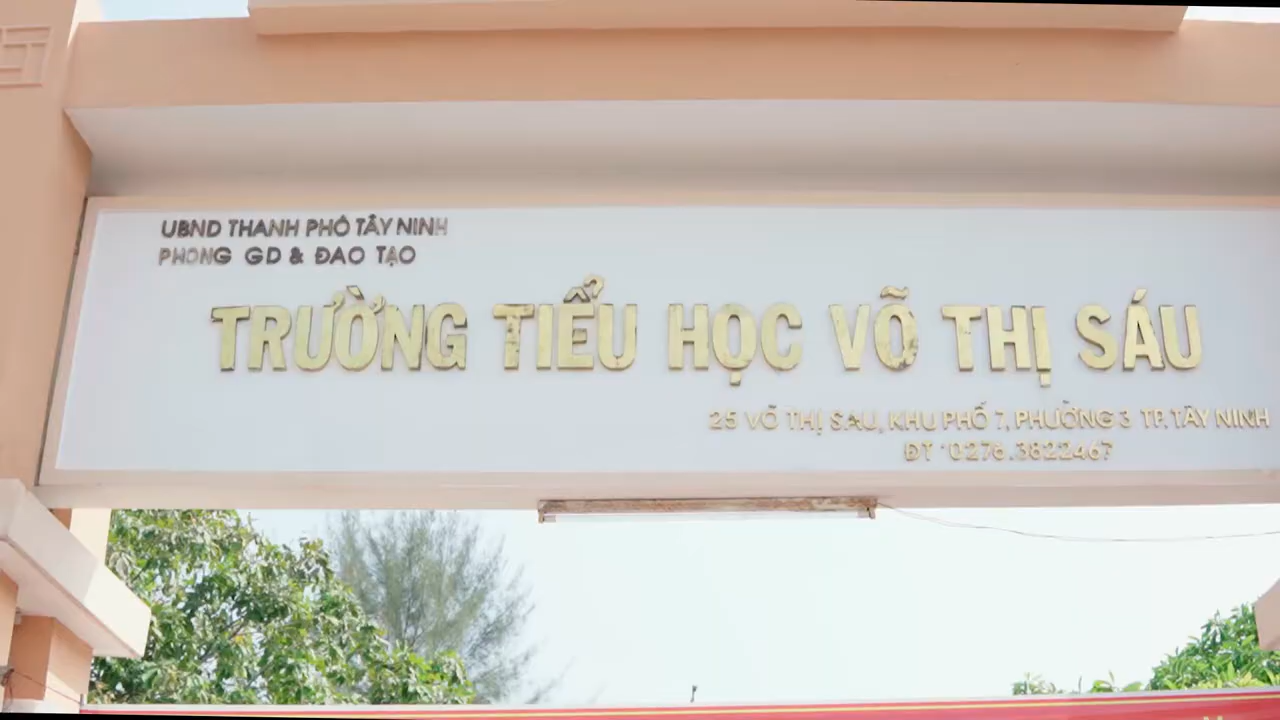 UBND THANH PHÔ TÂY NINH
PHONG GD & ĐAO TẠO
TRƯỜNG TIỂU HỌC VÕ THỊ SÁU
25 VÕ THỊ SAU, KHU PHỐ 7, PHƯỜNG 3 TP. TÂY NINH
ĐT 0276.3822467